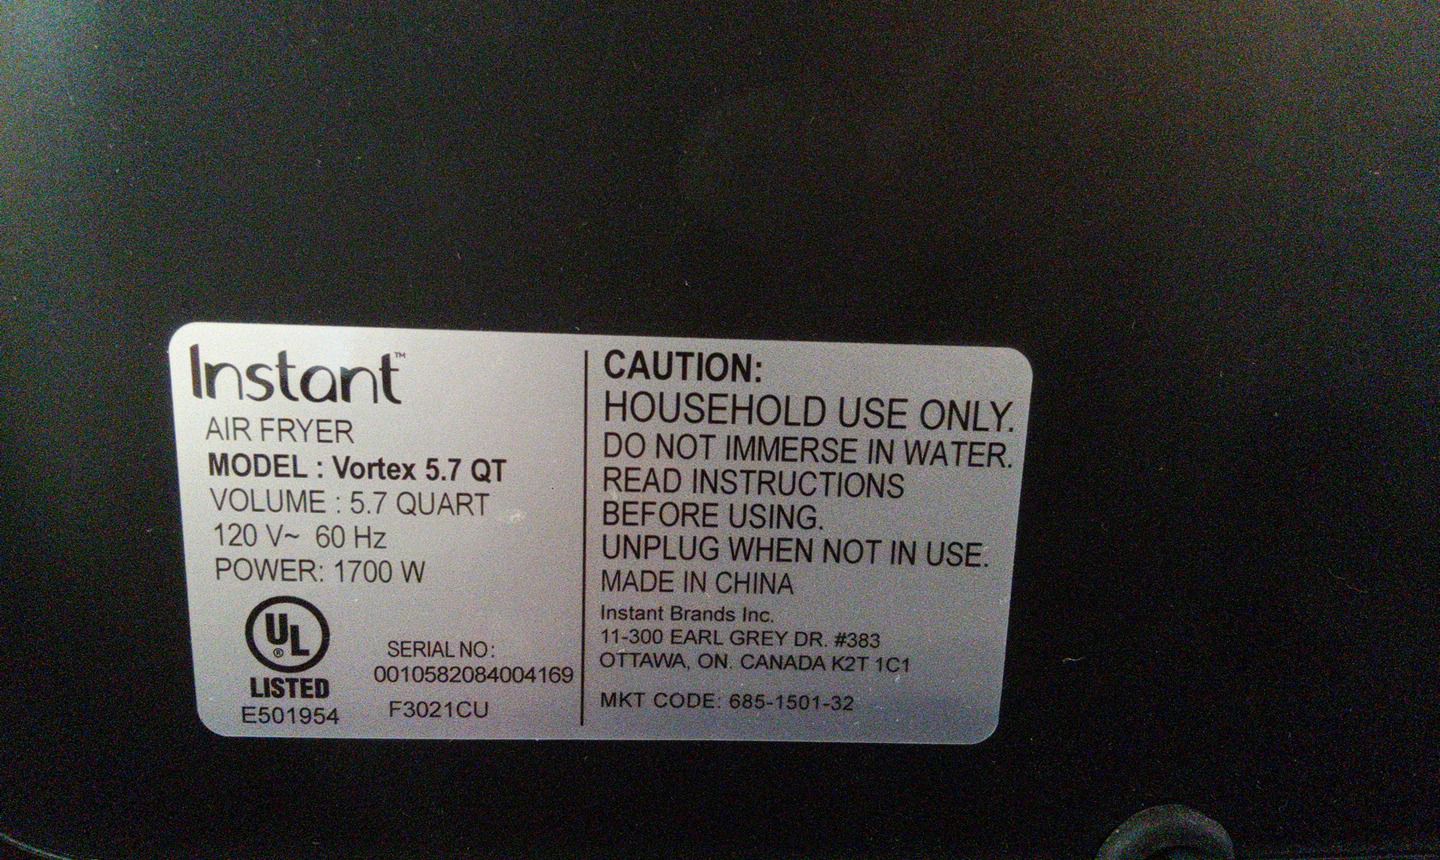 Instant™
AIR FRYER
MODEL : Vortex 5.7 QT
VOLUME : 5.7 QUART
120 V~ 60 Hz
POWER: 1700 W
UL
®
LISTED
E501954
SERIAL NO:
0010582084004169
F3021CU
CAUTION:
HOUSEHOLD USE ONLY.
DO NOT IMMERSE IN WATER.
READ INSTRUCTIONS
BEFORE USING.
UNPLUG WHEN NOT IN USE.
MADE IN CHINA
Instant Brands Inc.
11-300 EARL GREY DR. #383
OTTAWA, ON. CANADA K2T 1C1
MKT CODE: 685-1501-32